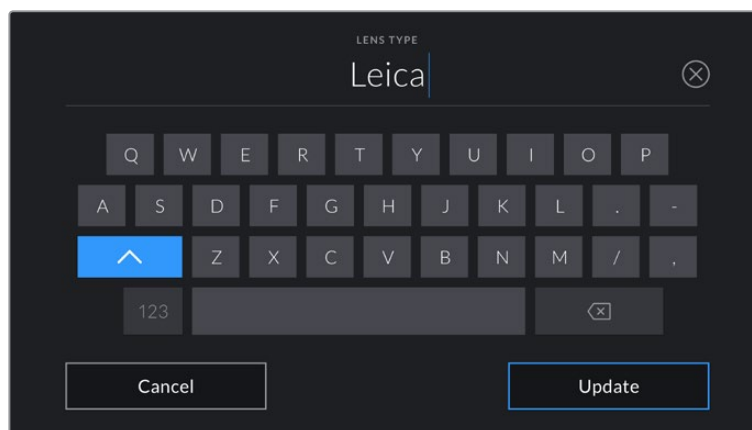 LENS TYPE
Leica
Q W E R T Y U I O P
A S D F G H J K L . -
Z X C V B N M / ,
123
Cancel Update